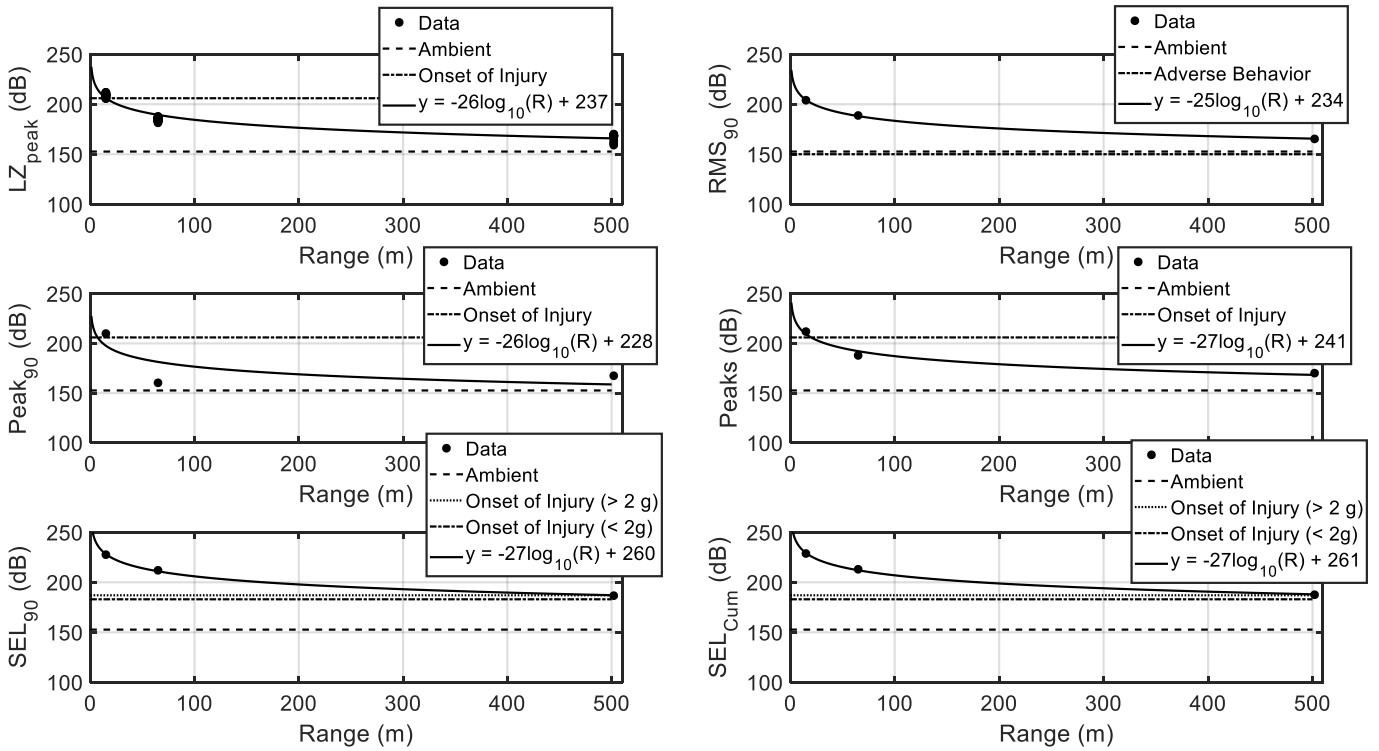 Data
Ambient
Onset of Injury
y = -26log10(R) + 237
LZpeak (dB)
250
200
150
100
0 100 200 300 400 500
Range (m)
Data
Ambient
Adverse Behavior
y = -25log10(R) + 234
RMS90 (dB)
250
200
150
100
0 100 200 300 400 500
Range (m)
Data
Ambient
Onset of Injury
y = -26log10(R) + 228
Peak90 (dB)
250
200
150
100
0 100 200 300
Range (m)
Data
Ambient
Onset of Injury
y = -27log10(R) + 241
Peaks (dB)
250
200
150
100
0 100 200 300
Range (m)
Data
Ambient
Onset of Injury (> 2 g)
Onset of Injury (< 2g)
y = -27log10(R) + 260
SEL90 (dB)
250
200
150
100
0 100 200 300 400 500
Range (m)
Data
Ambient
Onset of Injury (> 2 g)
Onset of Injury (< 2g)
y = -27log10(R) + 261
SELCum (dB)
250
200
150
100
0 100 200 300 400 500
Range (m)